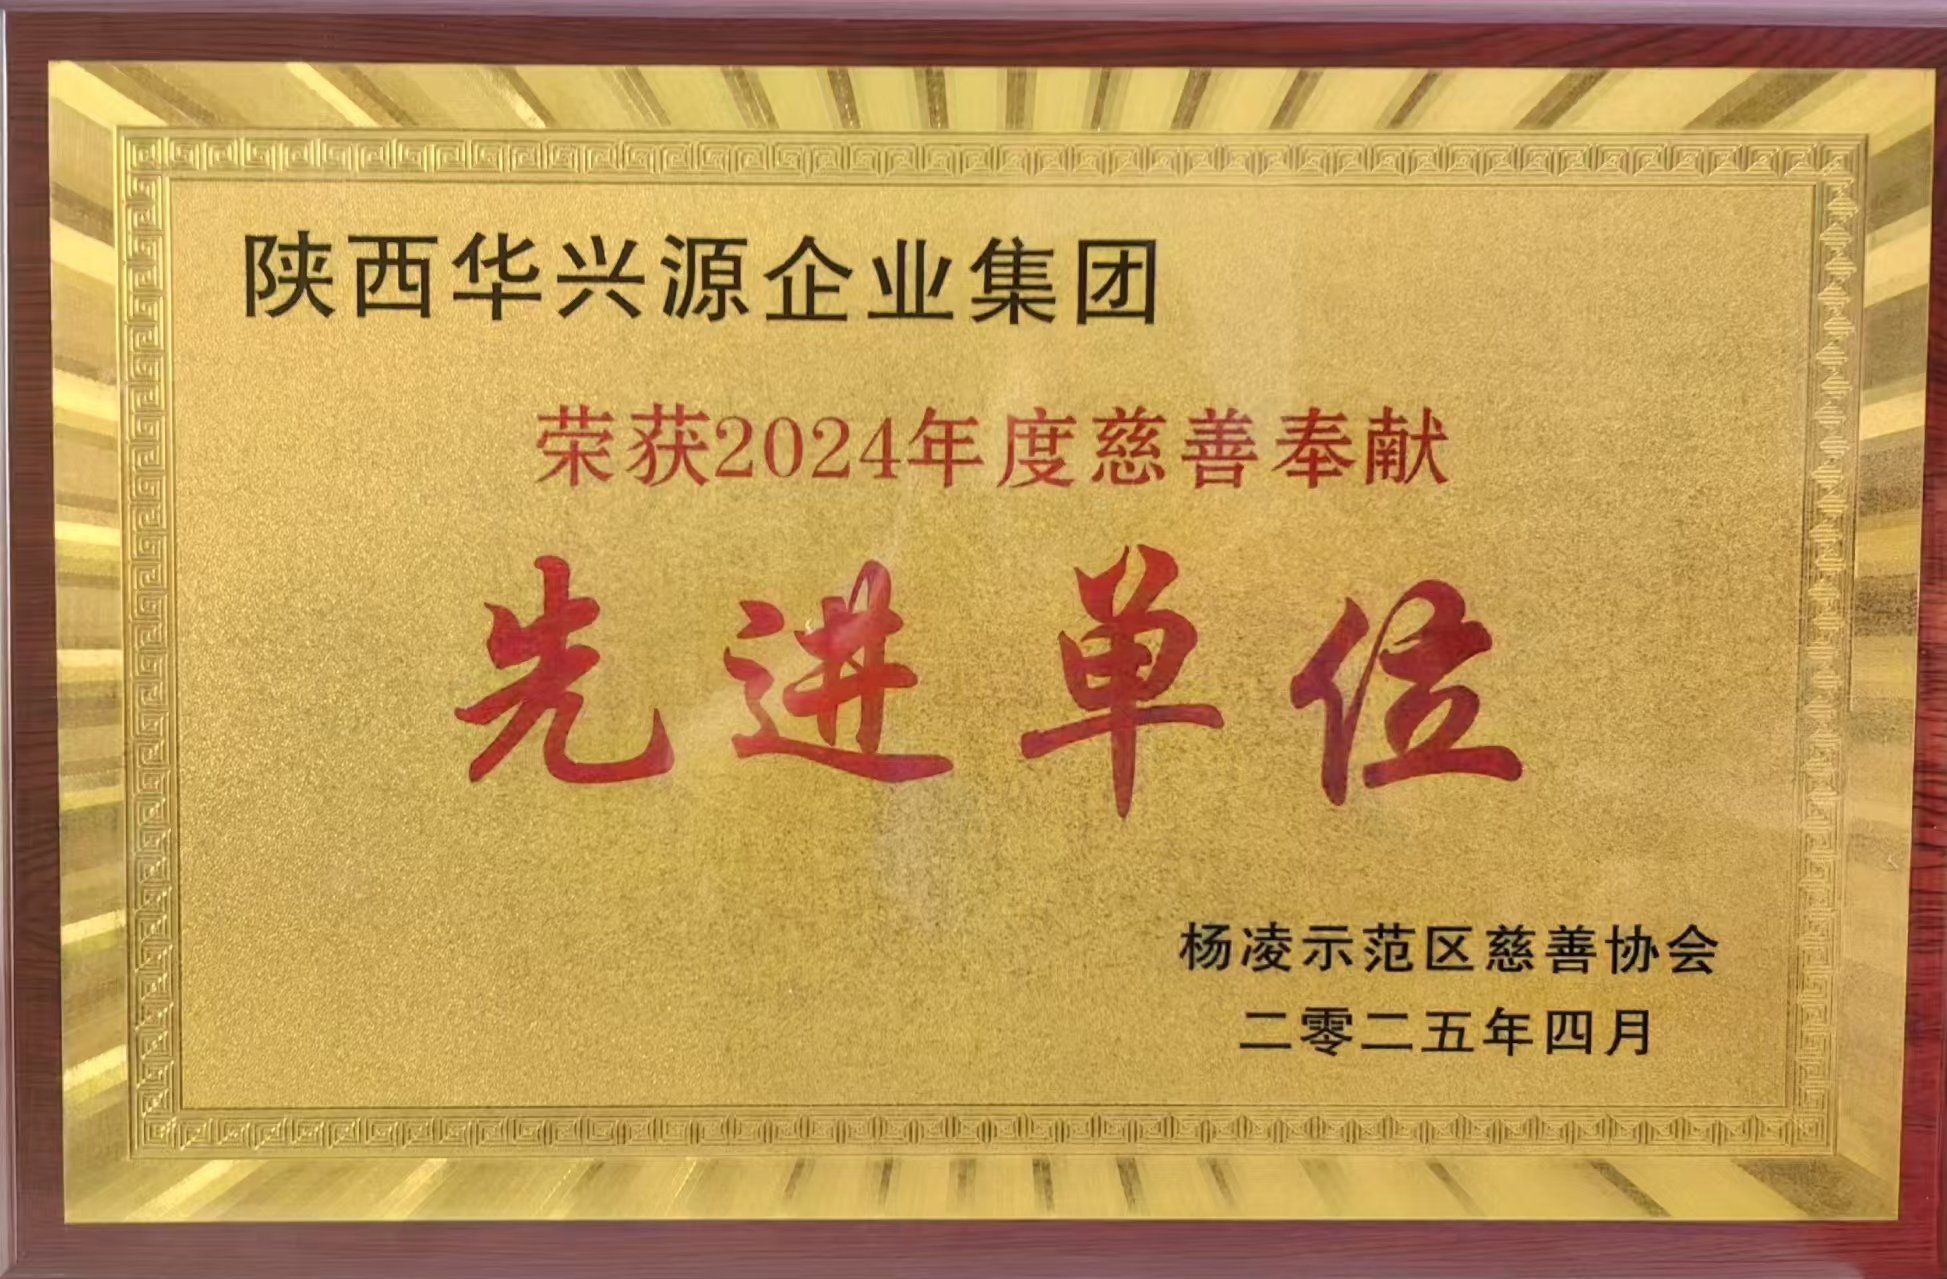 陕西华兴源企业集团
荣获2024年度慈善奉献
先进单位
杨凌示范区慈善协会
二零二五年四月